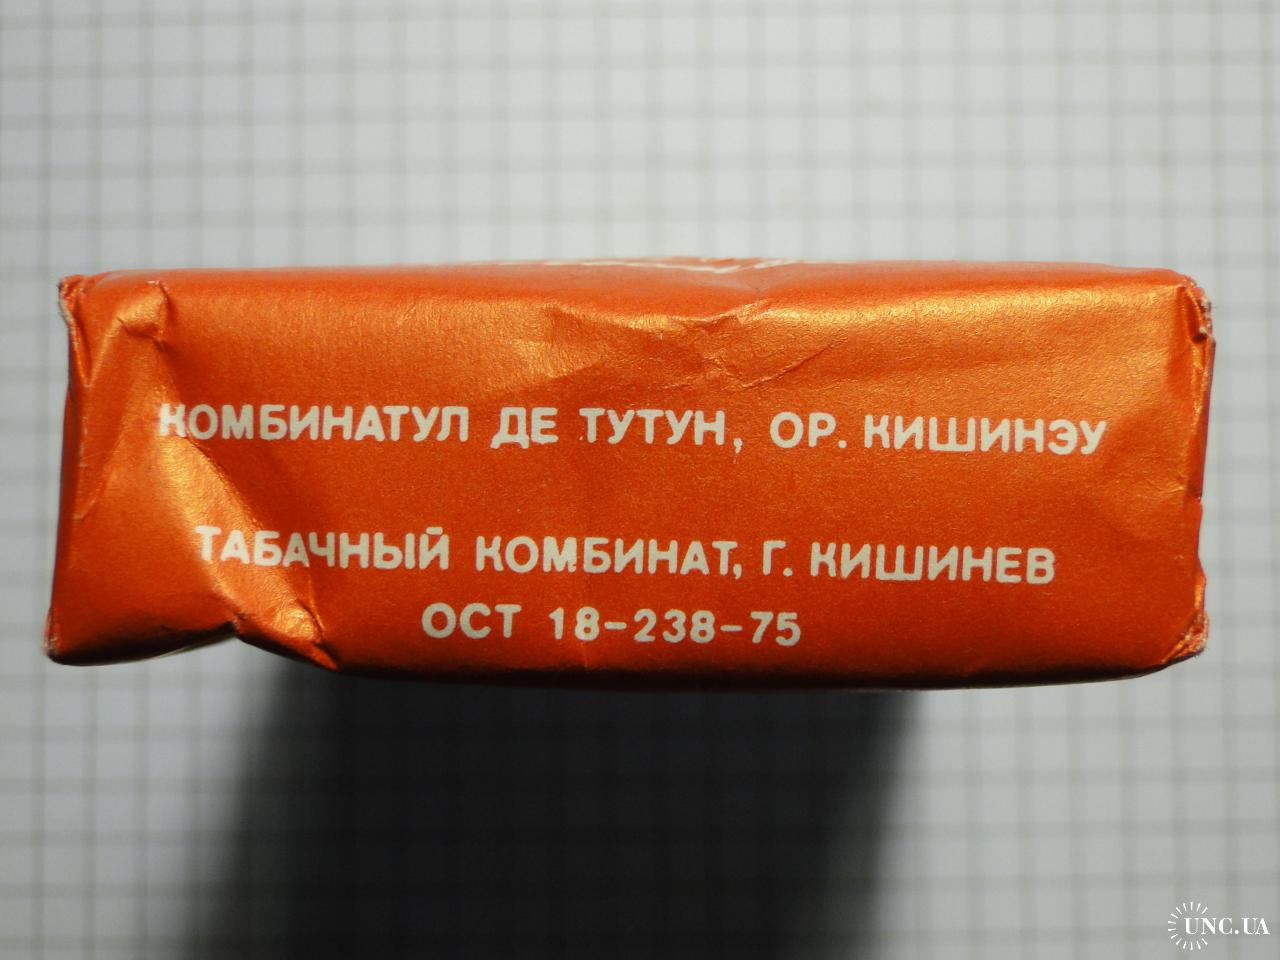 КОМБИНАТУЛ ДЕ ТУТУН, ОР. КИШИНЭУ
ТАБАЧНЫЙ КОМБИНАТ, Г. КИШИНЕВ
ОСТ 18-238-75
UNC.UA